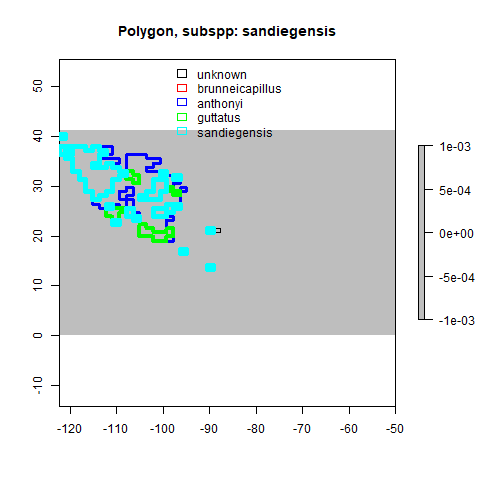 Polygon, subspp: sandiegensis
unknown
brunneicapillus
anthonyi
guttatus
sandiegensis
50
40
30
20
10
0
-10
-120
-110
-100
-90
-80
-70
-60
-50
1e-03
5e-04
0e+00
-5e-04
-1e-03